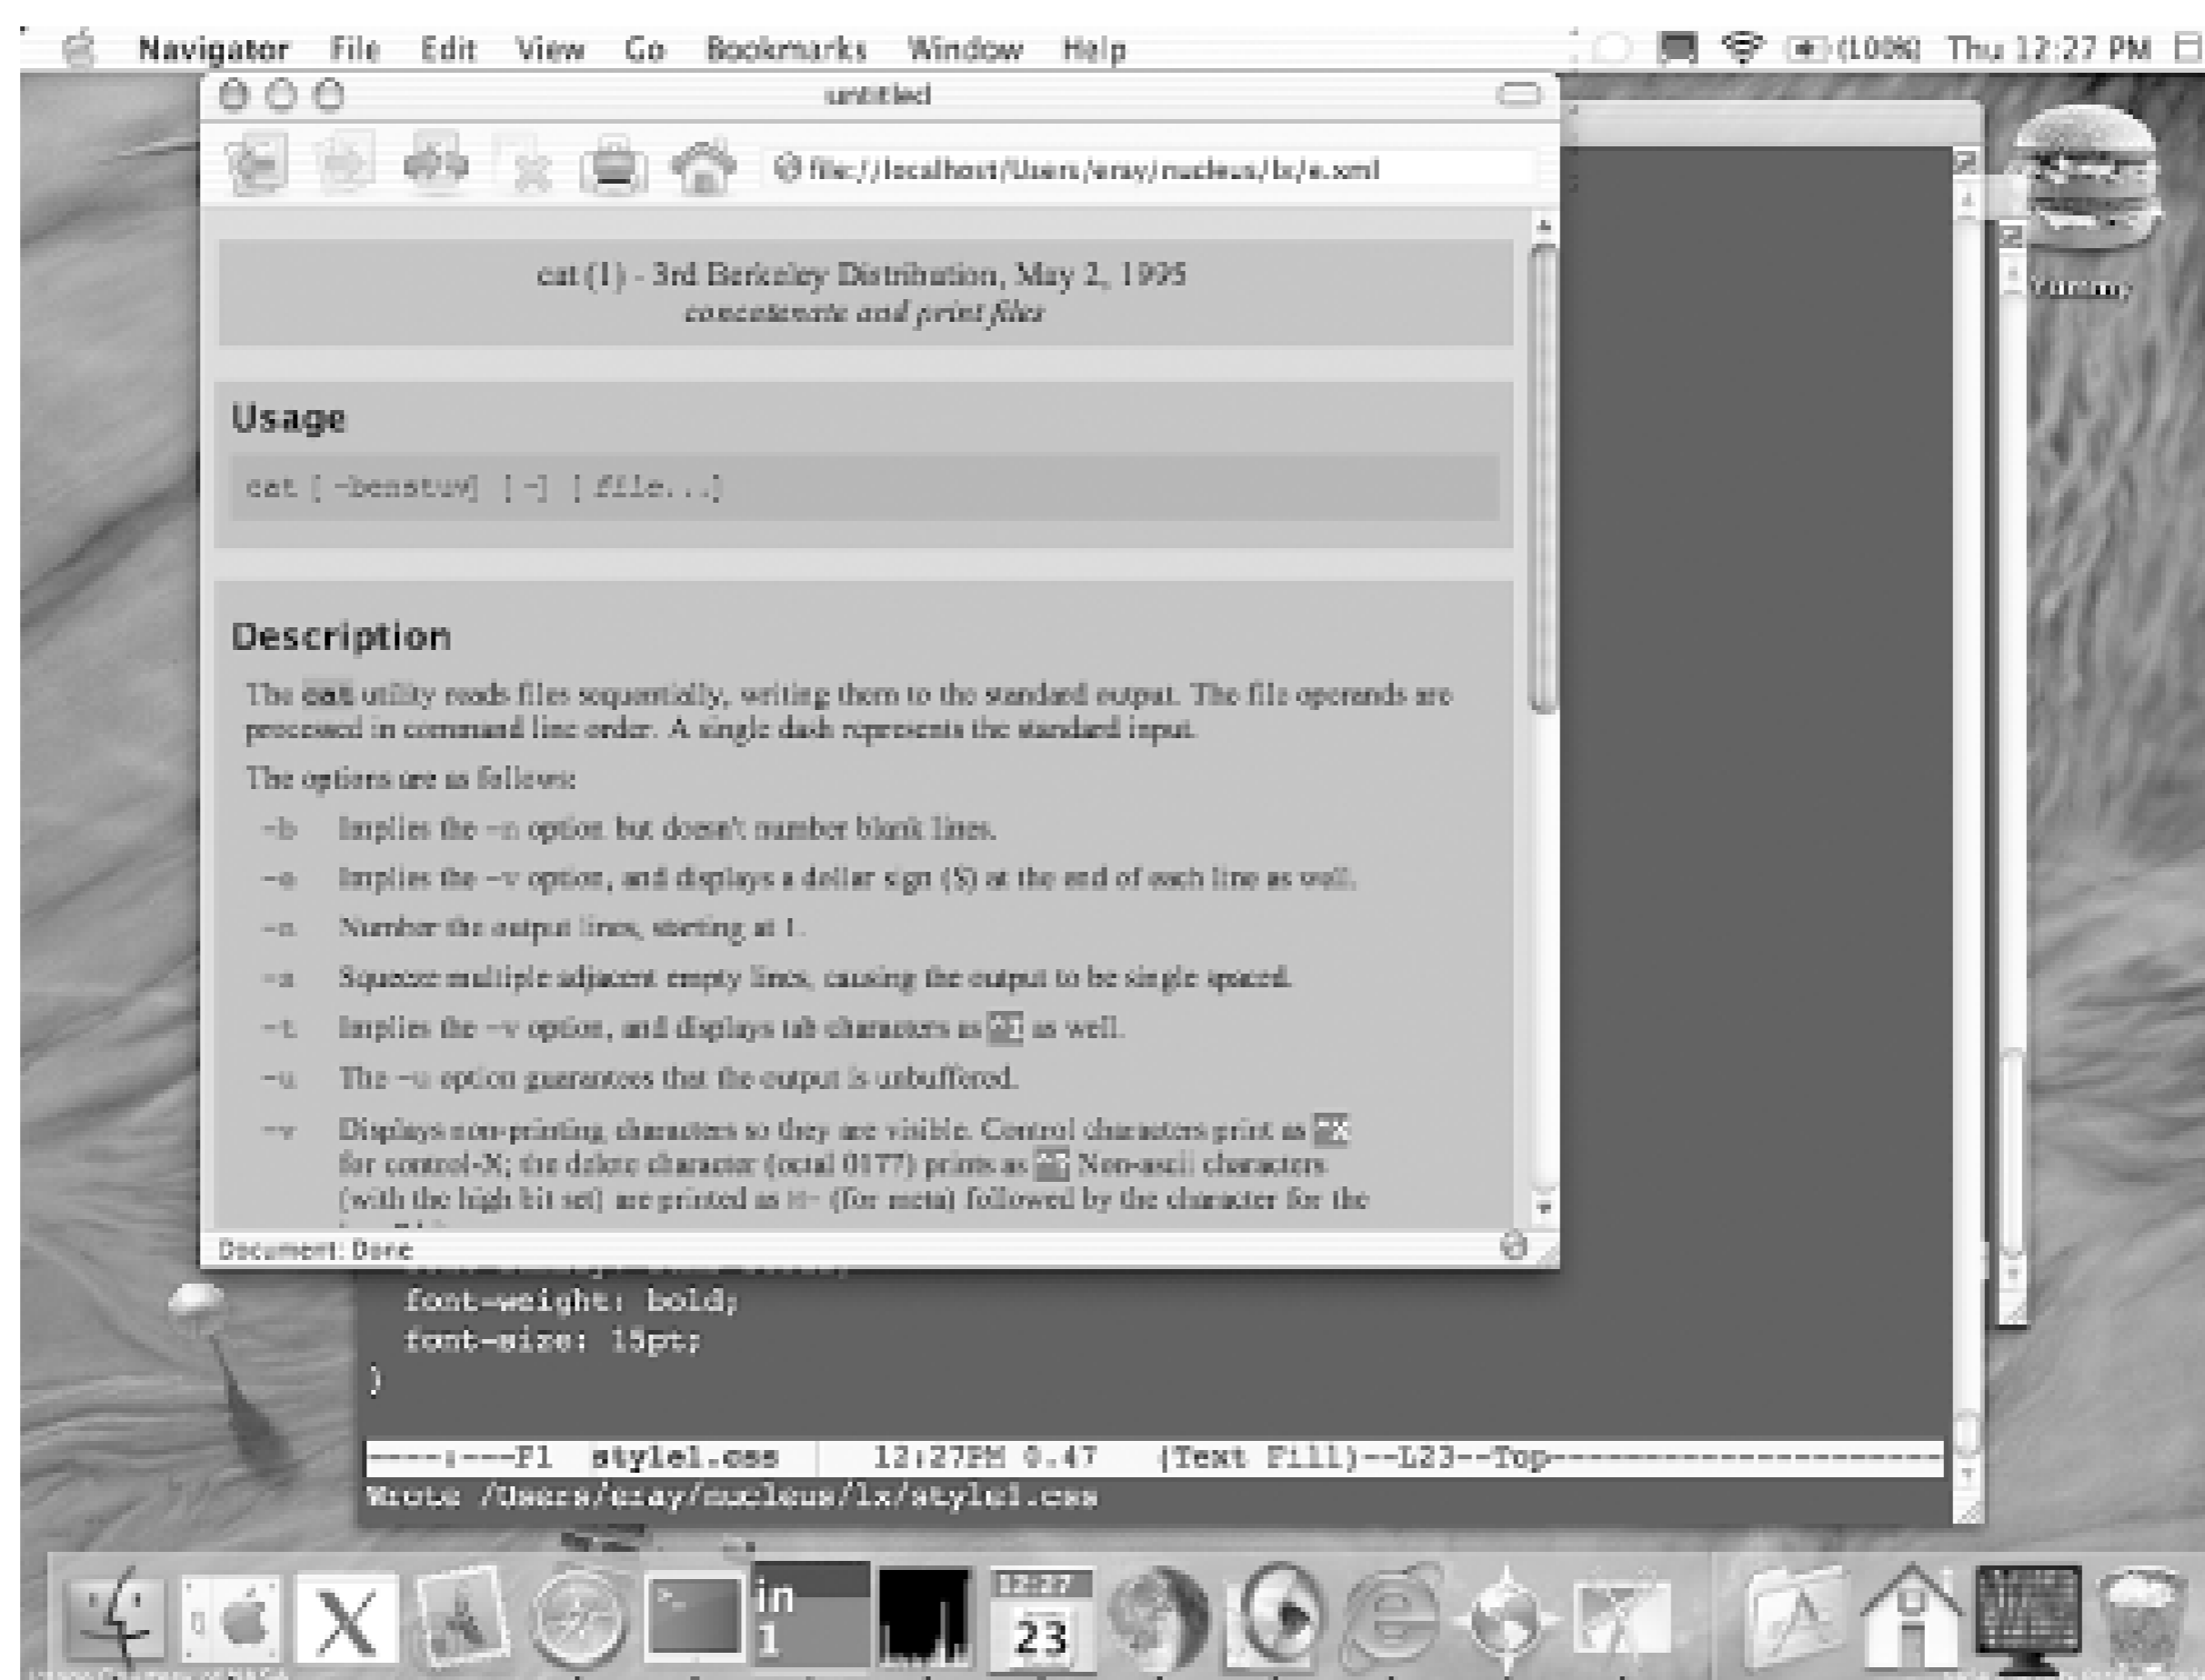 Navigator File Edit View Go Bookmarks Window Help (100%) Thu 12:27 PM
untitled
file://localhost/Users/eray/nucleus/lx/e.xml
cat (1) - 3rd Berkeley Distribution, May 2, 1995
concatenate and print files
Usage
cat [ -benstuv] [ -] [ file...]
Description
The cat utility reads files sequentially, writing them to the standard output. The file operands are
processed in command line order. A single dash represents the standard input.
The options are as follows:
-b Implies the -n option but doesn't number blank lines.
-e Implies the -v option, and displays a dollar sign ($) at the end of each line as well.
-n Number the output lines, starting at 1.
-s Squeeze multiple adjacent empty lines, causing the output to be single spaced.
-t Implies the -v option, and displays tab characters as ^I as well.
-u The -u option guarantees that the output is unbuffered.
-v Displays non-printing characters so they are visible. Control characters print as ^X
for control-X; the delete character (octal 0177) prints as ^? Non-ascii characters
(with the high bit set) are printed as M- (for meta) followed by the character for the
Document: Done
font-weight: bold;
font-size: 15pt;
}
----:---F1 style1.css 12:27PM 0.47 (Text Fill)--L23--Top----------------------
Wrote /Users/eray/nucleus/lx/style1.css
in
1
12:27
23